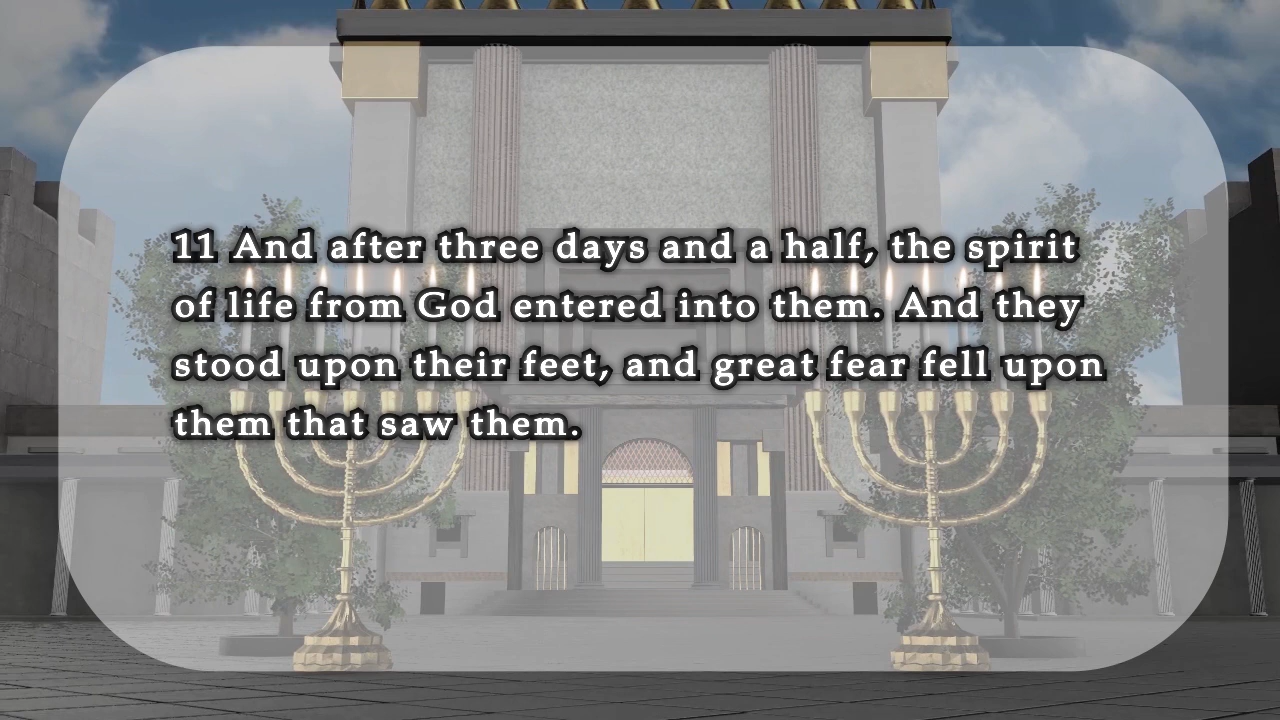 11 And after three days and a half, the spirit
of life from God entered into them. And they
stood upon their feet, and great fear fell upon
them that saw them.